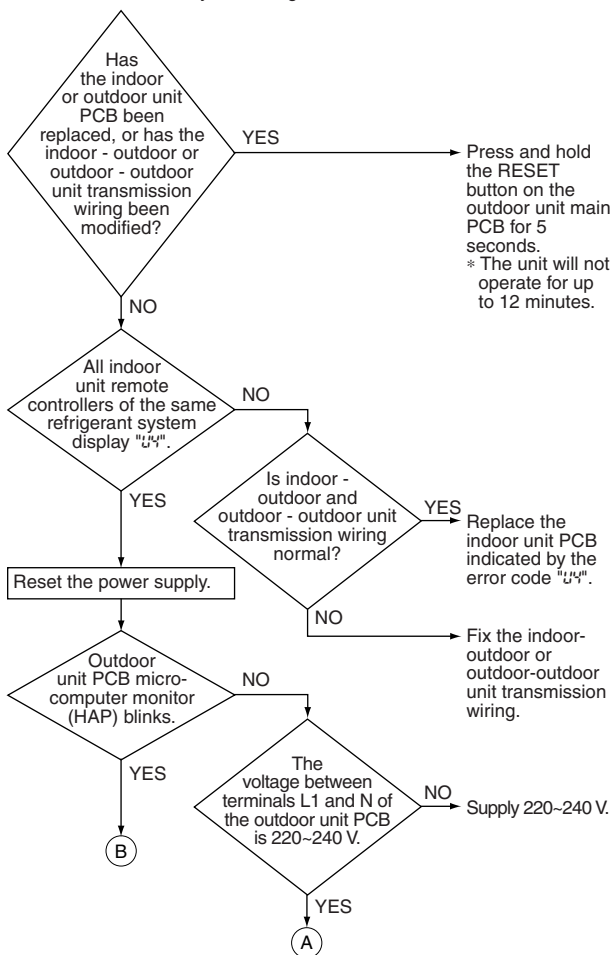 Has
the indoor
or outdoor unit
PCB been
replaced, or has the
indoor - outdoor or
outdoor - outdoor
unit transmission
wiring been
modified?
YES
Press and hold
the RESET
button on the
outdoor unit main
PCB for 5
seconds.
* The unit will not
operate for up
to 12 minutes.
NO
All indoor
unit remote
controllers of the same
refrigerant system
display "U4".
NO
YES
Is indoor -
outdoor and
outdoor - outdoor unit
transmission wiring
normal?
YES
Replace the
indoor unit PCB
indicated by the
error code "U4".
NO
Fix the indoor-
outdoor or
outdoor-outdoor
unit transmission
wiring.
Reset the power supply.
Outdoor
unit PCB micro-
computer monitor
(HAP) blinks.
NO
YES
B
The
voltage between
terminals L1 and N of
the outdoor unit PCB
is 220~240 V.
NO
Supply 220~240 V.
YES
A